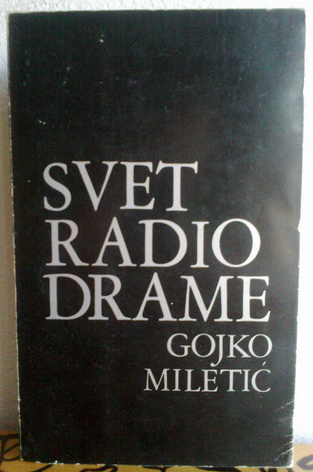 SVET
RADIO
DRAME
GOJKO
MILETIĆ